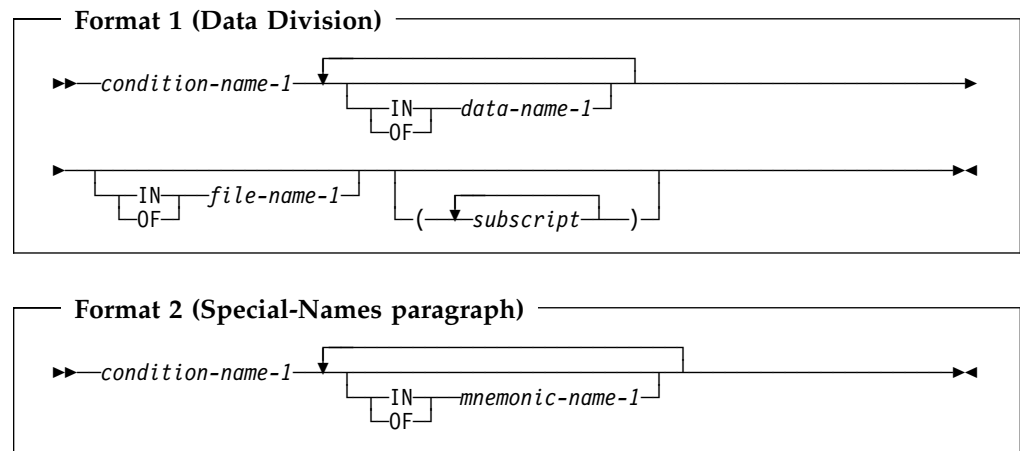 Format 1 (Data Division)
condition-name-1
IN data-name-1
OF
IN file-name-1
OF
( subscript )
Format 2 (Special-Names paragraph)
condition-name-1
IN mnemonic-name-1
OF